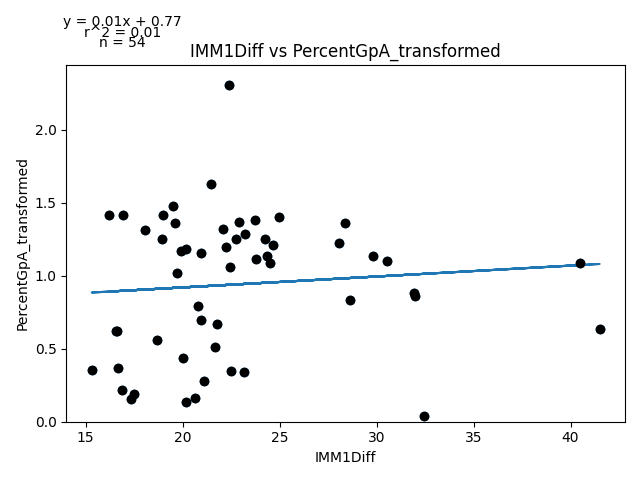 y = 0.01x + 0.77
r^2 = 0.01
n = 54
IMM1Diff vs PercentGpA_transformed
PercentGpA_transformed
2.0
1.5
1.0
0.5
0.0
15 20 25 30 35 40
IMM1Diff